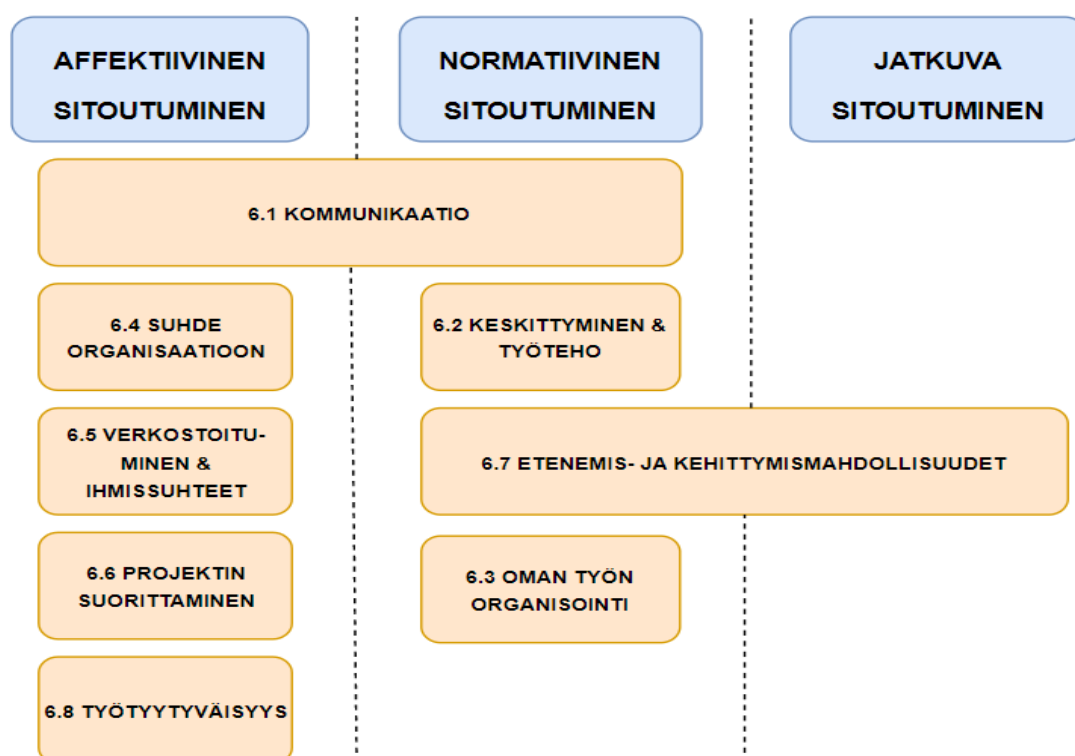 AFFEKTIIVINEN
SITOUTUMINEN
NORMATIIVINEN
SITOUTUMINEN
JATKUVA
SITOUTUMINEN
6.1 KOMMUNIKAATIO
6.4 SUHDE
ORGANISAATIOON
6.2 KESKITTYMINEN &
TYÖTEHO
6.5 VERKOSTOITU-
MINEN &
IHMISSUHTEET
6.7 ETENEMIS- JA KEHITTYMISMAHDOLLISUUDET
6.6 PROJEKTIN
SUORITTAMINEN
6.3 OMAN TYÖN
ORGANISOINTI
6.8 TYÖTYYTYVÄISYYS